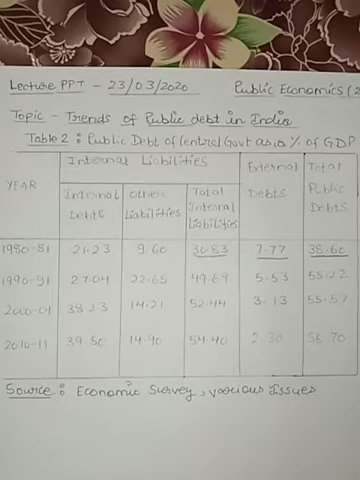 Lecture PPT - 23/03/2020 Public Economics (2
Topic - Trends of Public debt in India
Table 2 : Public Debt of Central Govt as a % of GDP
YEAR Internal Liabilities External Debts Total Public Debts
Internal Debts Other Liabilities Total Internal Liabilities
1980-81 21.23 9.60 30.83 7.77 38.60
1990-91 27.04 22.65 49.69 5.53 55.22
2000-01 38.23 14.21 52.44 3.13 55.57
2010-11 39.50 14.90 54.40 2.30 56.70
Source : Economic Survey, various Issues